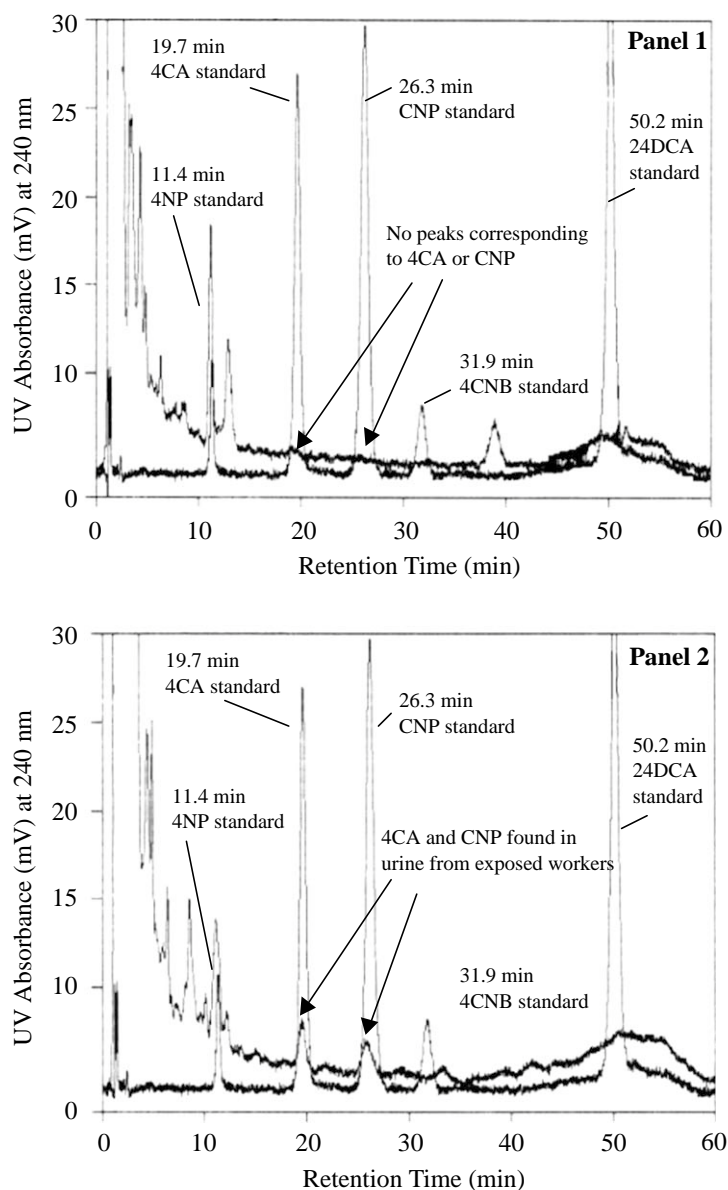 30
25
20
15
10
0
UV Absorbance (mV) at 240 nm
Panel 1
19.7 min
4CA standard
26.3 min
CNP standard
50.2 min
24DCA
standard
11.4 min
4NP standard
No peaks corresponding
to 4CA or CNP
31.9 min
4CNB standard
0 10 20 30 40 50 60
Retention Time (min)
30
25
20
15
10
0
UV Absorbance (mV) at 240 nm
Panel 2
19.7 min
4CA standard
26.3 min
CNP standard
50.2 min
24DCA
standard
11.4 min
4NP standard
4CA and CNP found in
urine from exposed workers
31.9 min
4CNB standard
0 10 20 30 40 50 60
Retention Time (min)